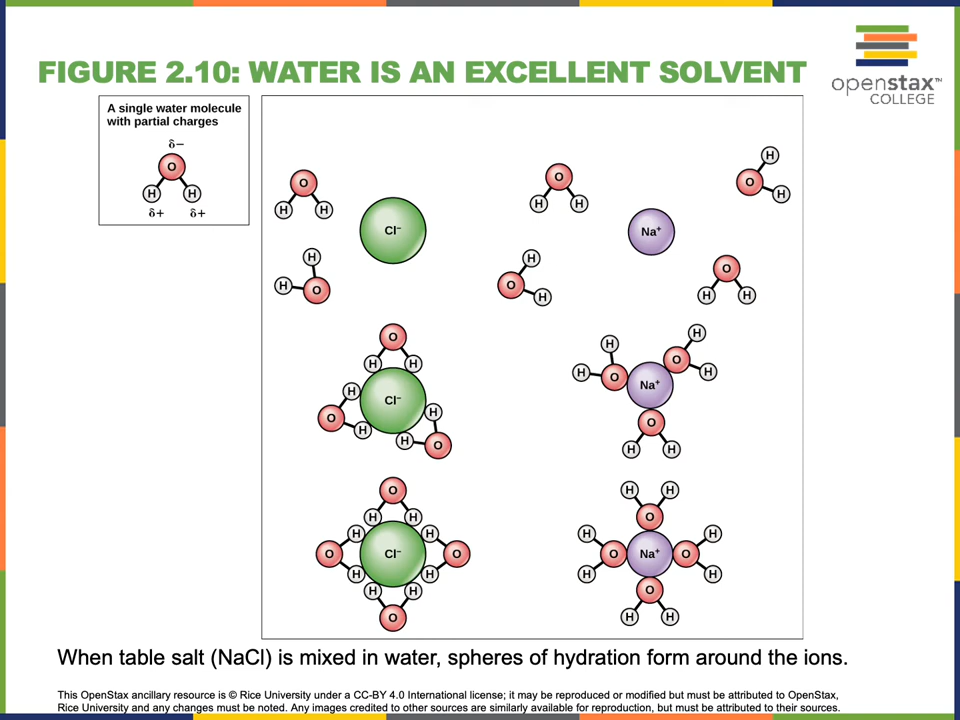 FIGURE 2.10: WATER IS AN EXCELLENT SOLVENT
openstax™
COLLEGE
A single water molecule
with partial charges
δ−
O
H H
δ+ δ+
O
H H
Cl⁻
H
H O
O
H H
Na⁺
H
O
H
H
O
H
O
H H
O
H H
Cl⁻
H
O
H
H
H O
H
H O
H
O
H
Na⁺
O
H H
O
H H
H H
O O
H H
Cl⁻
H H
H H
O
H H
O
H H
O O
H H
Na⁺
O
H H
When table salt (NaCl) is mixed in water, spheres of hydration form around the ions.
This OpenStax ancillary resource is © Rice University under a CC-BY 4.0 International license; it may be reproduced or modified but must be attributed to OpenStax,
Rice University and any changes must be noted. Any images credited to other sources are similarly available for reproduction, but must be attributed to their sources.